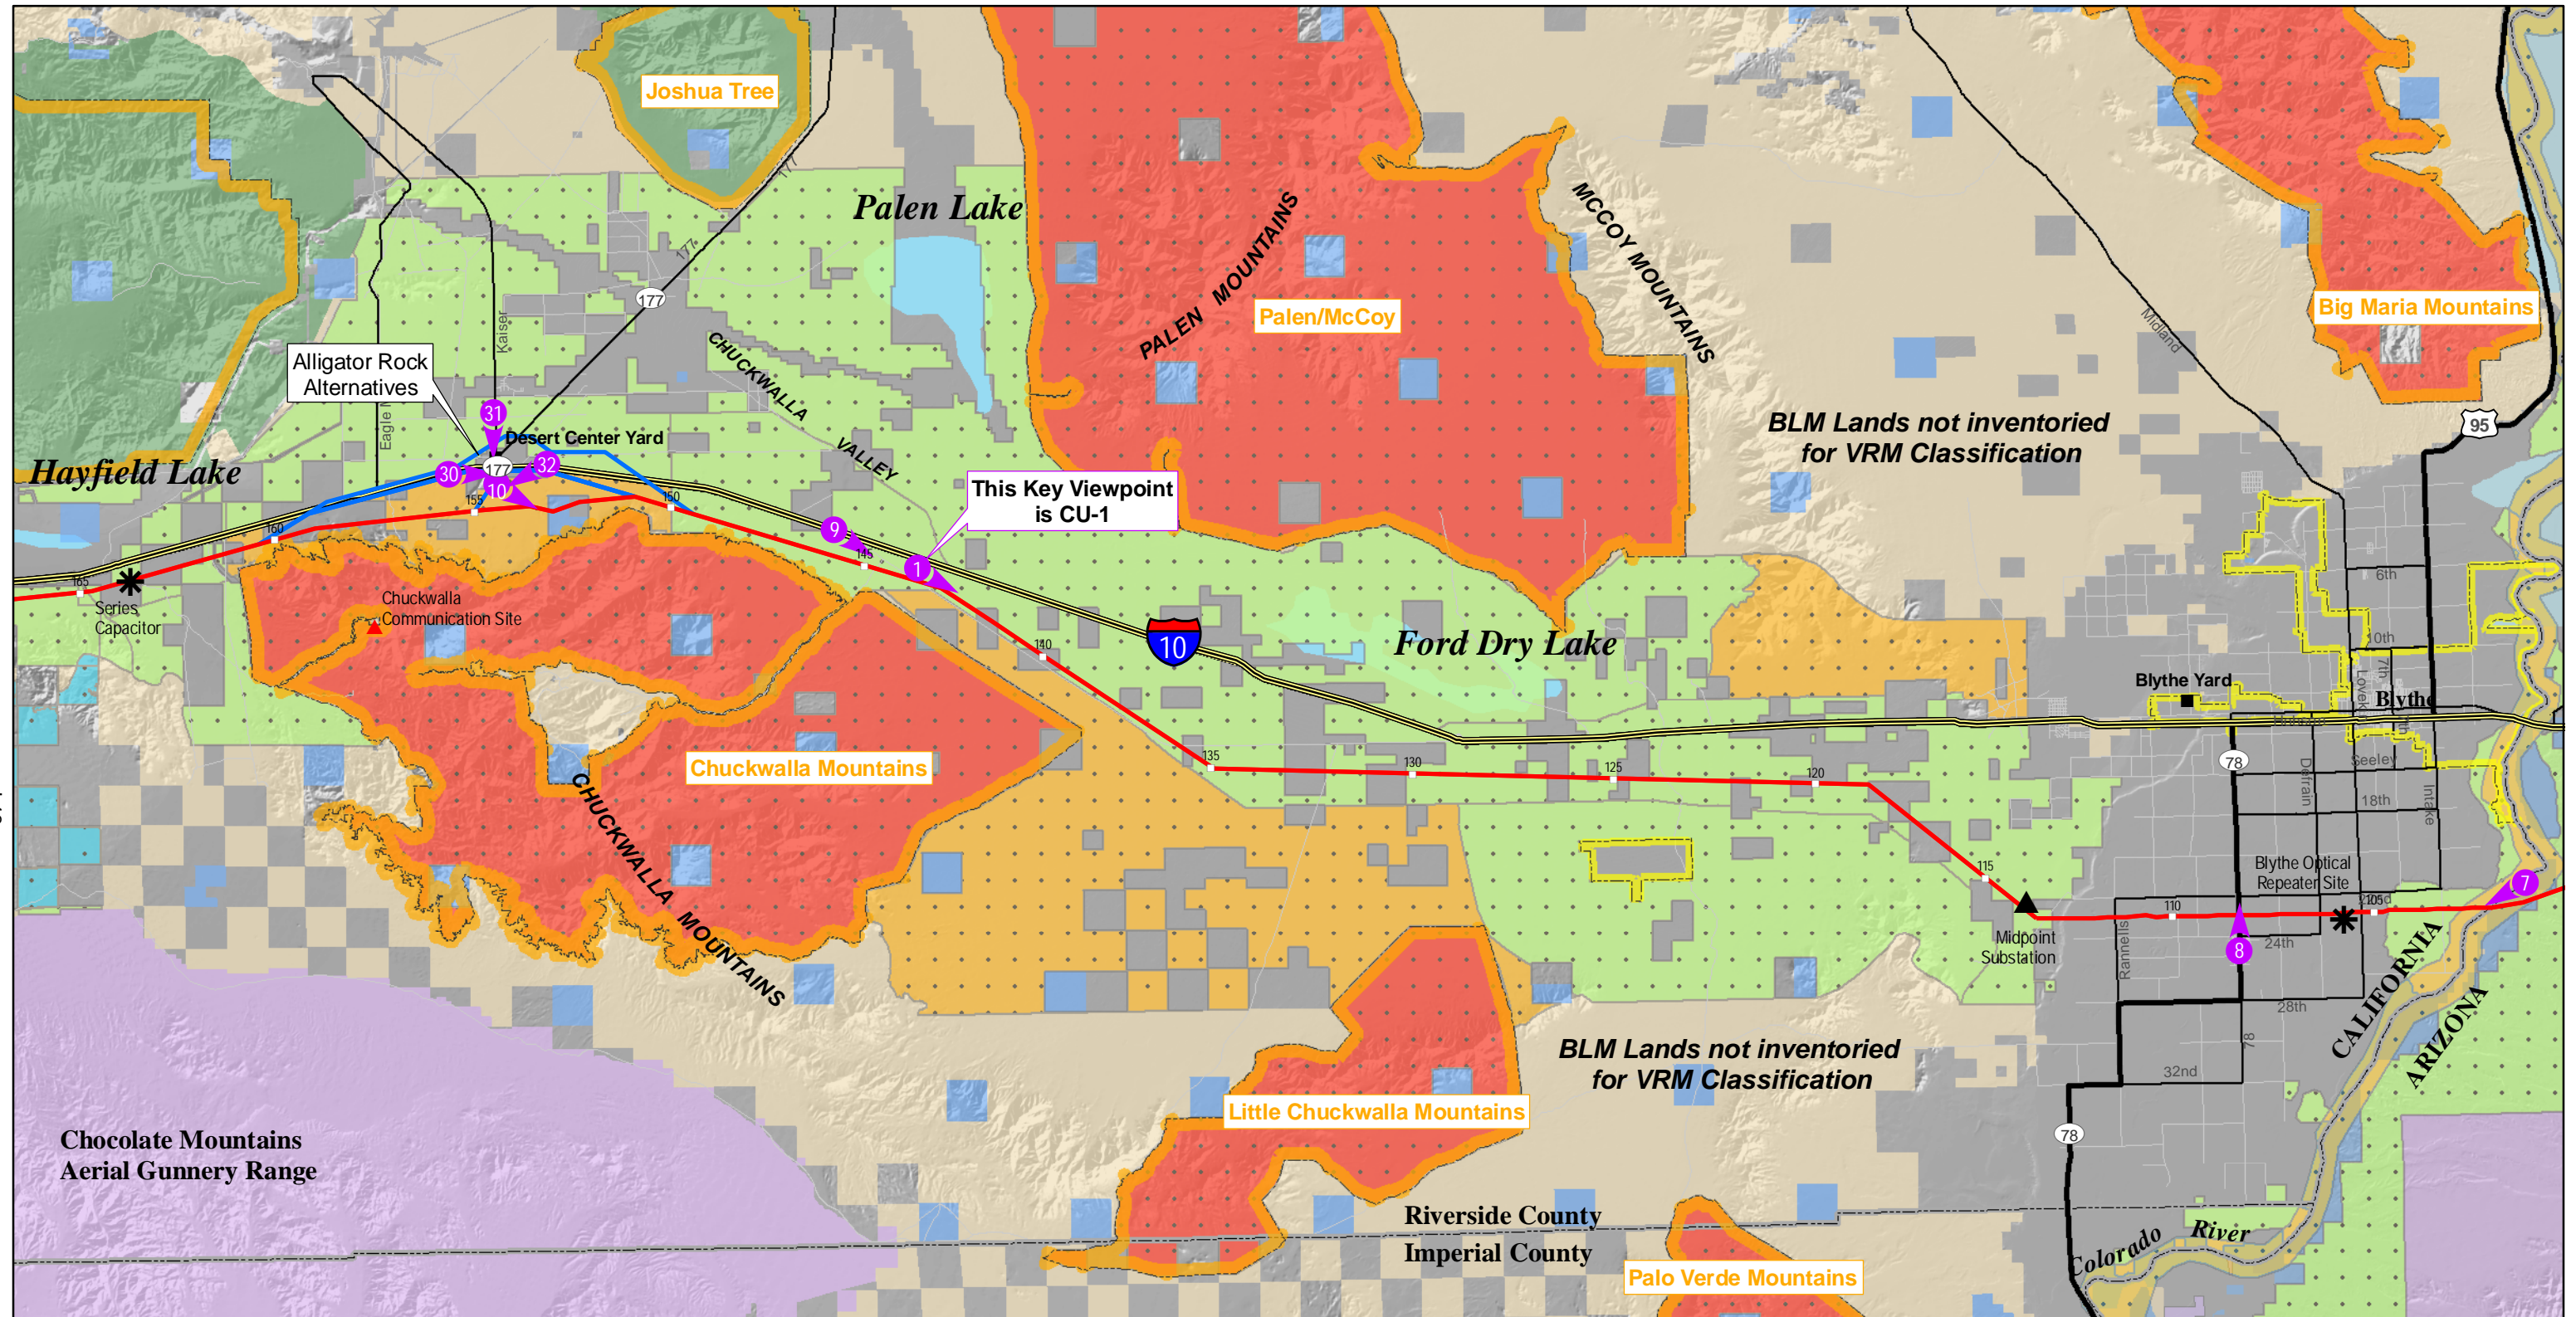 Joshua Tree
177
Palen Lake
177
177
Kaiser
PALEN MOUNTAINS
MCCOY MOUNTAINS
Palen/McCoy
Big Maria Mountains
Midland
Alligator Rock
Alternatives
CHUCKWALLA
VALLEY
Eagle
31
Desert Center Yard
95
BLM Lands not inventoried
for VRM Classification
Hayfield Lake
30
177
32
10
155
150
This Key Viewpoint
is CU-1
160
9
145
1
165
Series
Capacitor
Chuckwalla
Communication Site
6th
10th
140
10
Ford Dry Lake
7th
Blythe Yard
Blythe
Chuckwalla Mountains
135
130
125
120
78
Seeley
Defrain
18th
Intake
CHUCKWALLA MOUNTAINS
115
Blythe Optical
Repeater Site
7
110
105
Midpoint
Substation
Rannells
8
24th
28th
CALIFORNIA
ARIZONA
BLM Lands not inventoried
for VRM Classification
78
32nd
Little Chuckwalla Mountains
Chocolate Mountains
Aerial Gunnery Range
78
Riverside County
Imperial County
Colorado River
Palo Verde Mountains